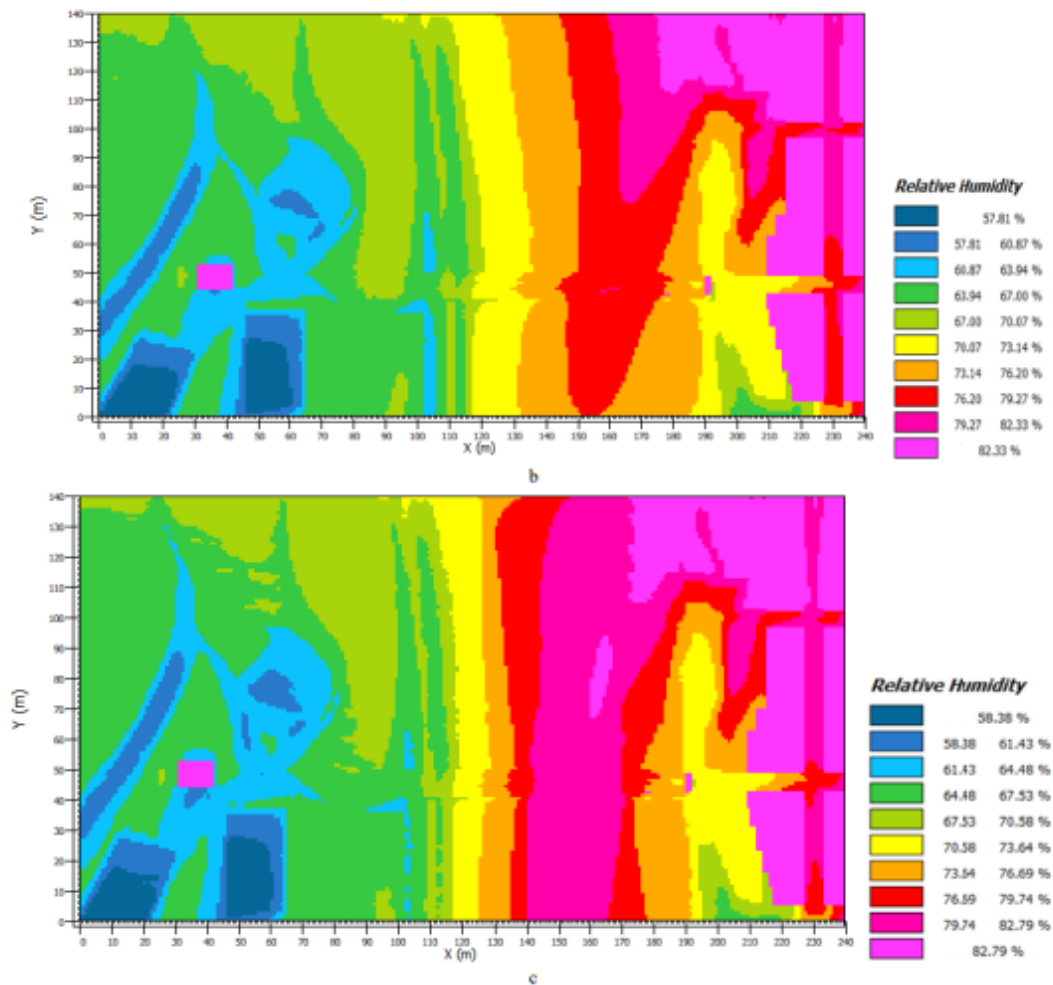 140
130
120
110
100
90
80
70
60
50
40
30
20
10
0
Y (m)
0 10 20 30 40 50 60 70 80 90 100 110 120 130 140 150 160 170 180 190 200 210 220 230 240
X (m)
Relative Humidity
57.81 %
57.81 60.87 %
60.87 63.94 %
63.94 67.00 %
67.00 70.07 %
70.07 73.14 %
73.14 76.20 %
76.20 79.27 %
79.27 82.33 %
82.33 %
b
140
130
120
110
100
90
80
70
60
50
40
30
20
10
0
Y (m)
0 10 20 30 40 50 60 70 80 90 100 110 120 130 140 150 160 170 180 190 200 210 220 230 240
X (m)
Relative Humidity
58.38 %
58.38 61.43 %
61.43 64.48 %
64.48 67.53 %
67.53 70.58 %
70.58 73.64 %
73.64 76.69 %
76.69 79.74 %
79.74 82.79 %
82.79 %
c